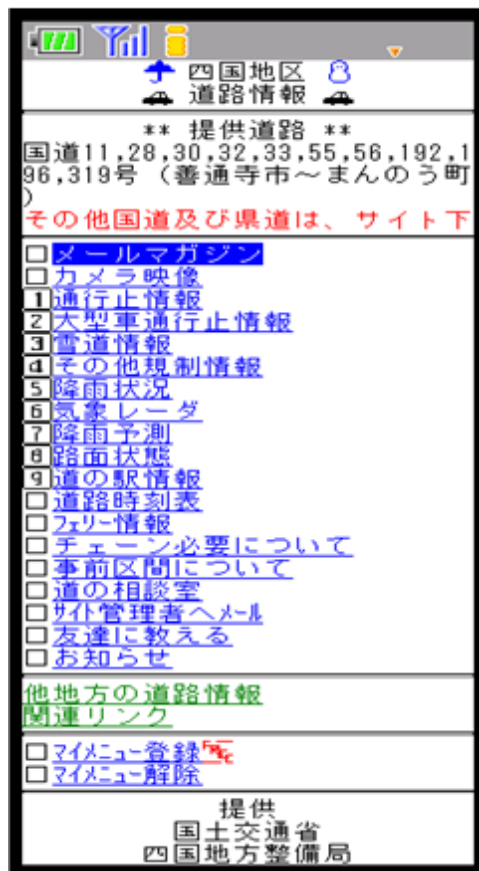 四国地区
道路情報
** 提供道路 **
国道11,28,30,32,33,55,56,192,1
96,319号 (善通寺市～まんのう町
)
その他国道及び県道は、サイト下
メールマガジン
カメラ映像
1通行止情報
2大型車通行止情報
3雪道情報
4その他規制情報
5降雨状況
6気象レーダ
7降雨予測
8路面状態
9道の駅情報
道路時刻表
ﾌｪﾘｰ情報
チェーン必要について
事前区間について
道の相談室
ｻｲﾄ管理者へﾒｰﾙ
友達に教える
お知らせ
他地方の道路情報
関連リンク
ﾏｲﾒﾆｭｰ登録FREE
ﾏｲﾒﾆｭｰ解除
提供
国土交通省
四国地方整備局